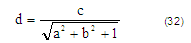 d = c / √(a² + b² + 1) (32)